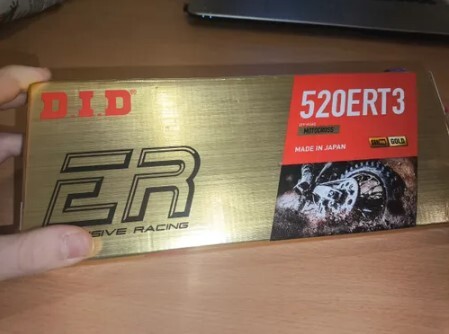 D.I.D®
520ERT3
MOTOCROSS
MADE IN JAPAN
GOLD
ER
SIVE RACING